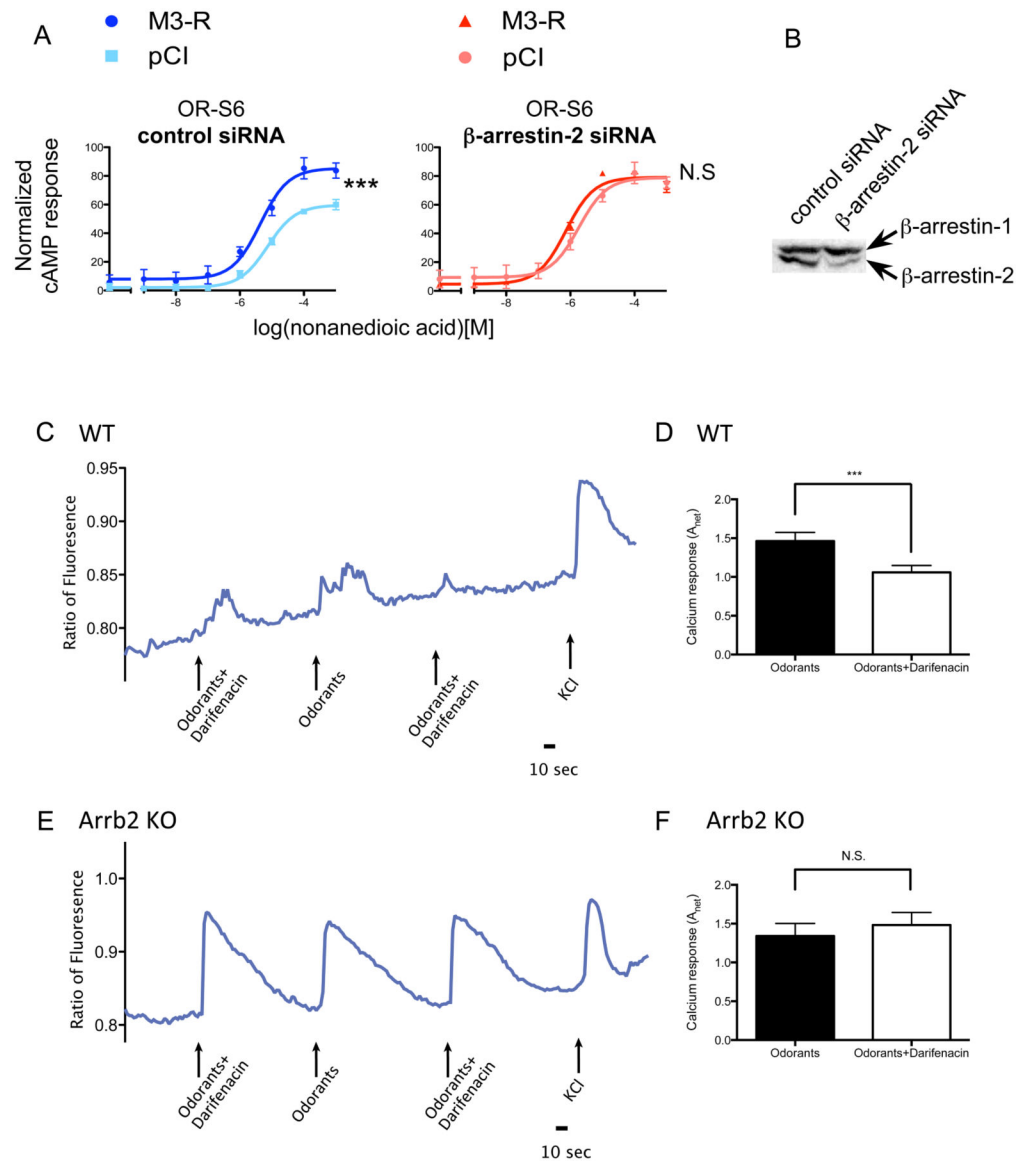 A
M3-R
pCI
M3-R
pCI
B
OR-S6
control siRNA
OR-S6
β-arrestin-2 siRNA
Normalized
cAMP response
100
80
60
40
20
0
-8
-6
-4
***
100
80
60
40
20
0
-8
-6
-4
N.S
log(nonanedioic acid)[M]
control siRNA
β-arrestin-2 siRNA
β-arrestin-1
β-arrestin-2
C WT
Ratio of Fluoresence
0.95
0.90
0.85
0.80
Odorants+
Darifenacin
Odorants
Odorants+
Darifenacin
KCl
10 sec
D WT
***
Calcium response (Anet)
2.0
1.5
1.0
0.5
0.0
Odorants
Odorants+Darifenacin
E Arrb2 KO
Ratio of Fluoresence
1.0
0.9
0.8
Odorants+
Darifenacin
Odorants
Odorants+
Darifenacin
KCl
10 sec
F Arrb2 KO
N.S.
Calcium response (Anet)
2.0
1.5
1.0
0.5
0.0
Odorants
Odorants+Darifenacin